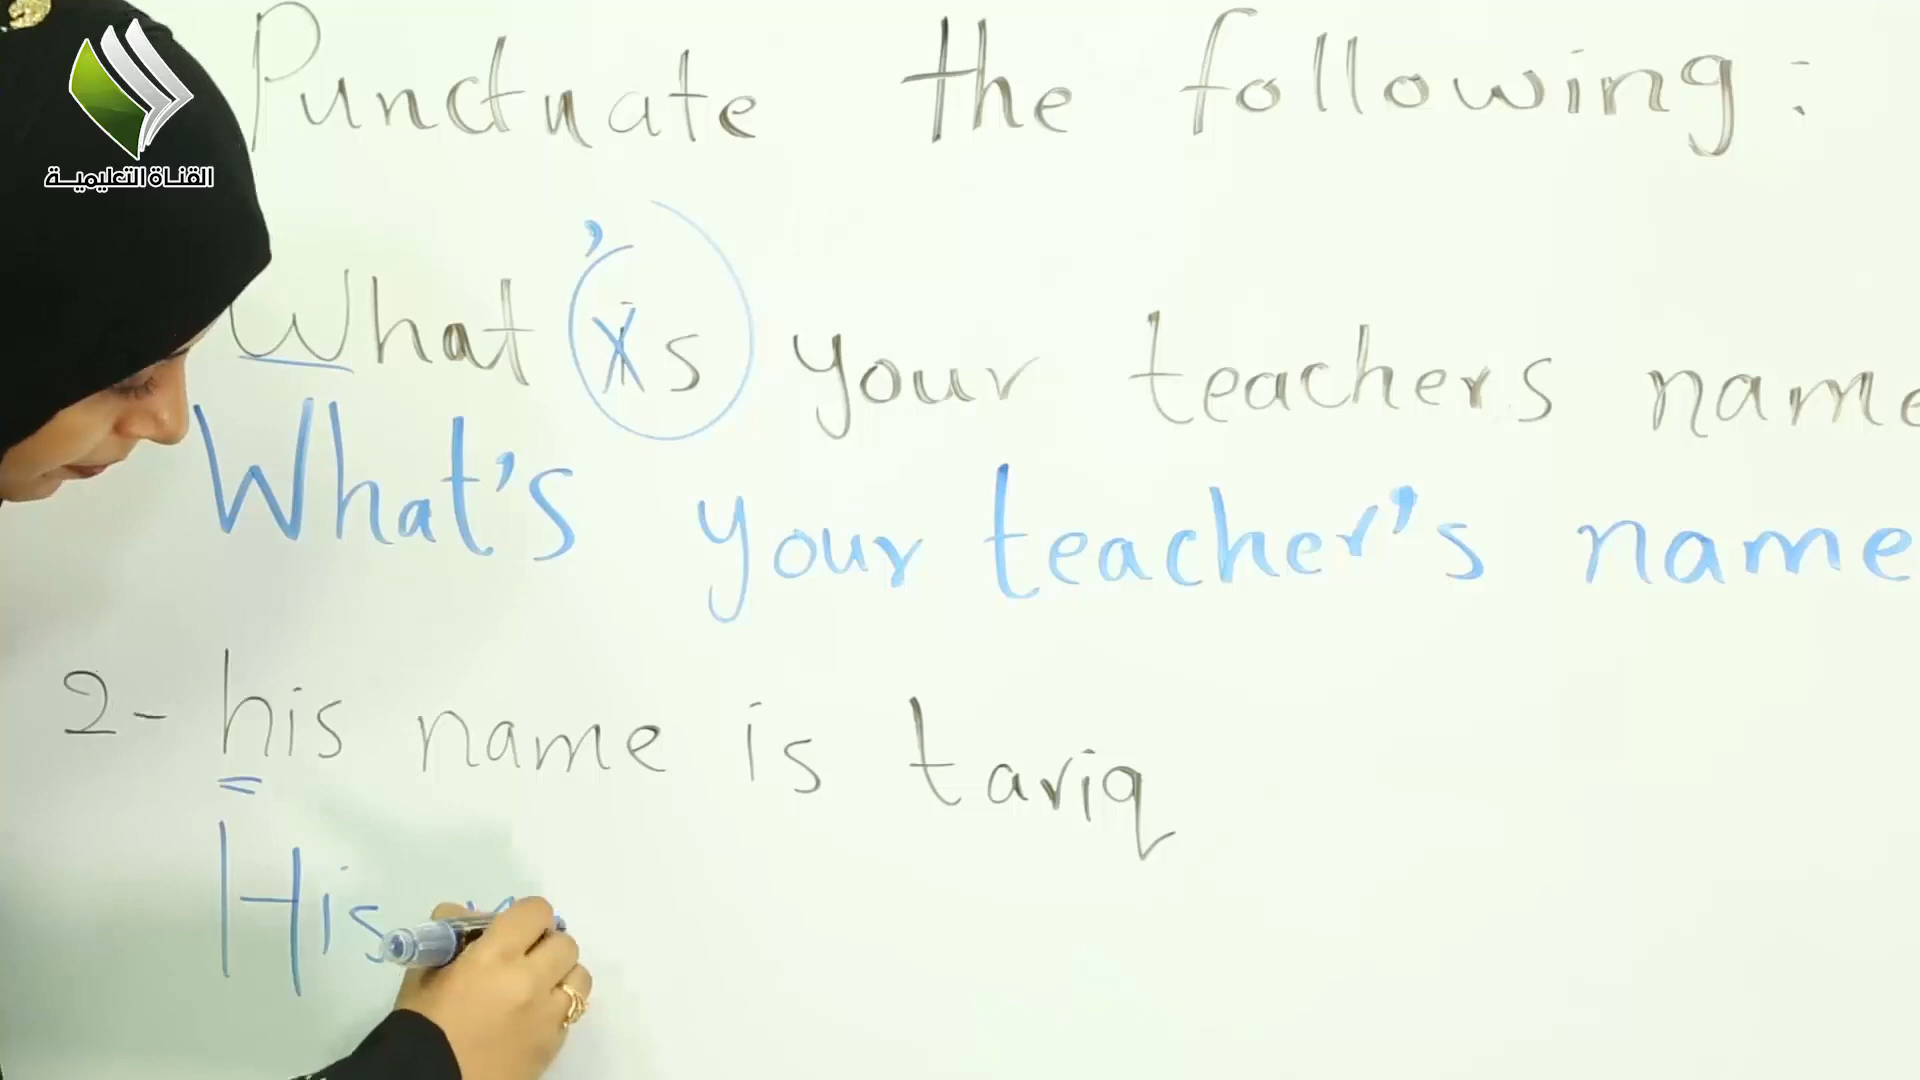 القناة التعليمية
Punctuate the following:
What is your teachers name
What's your teacher's name
2- his name is tariq
His